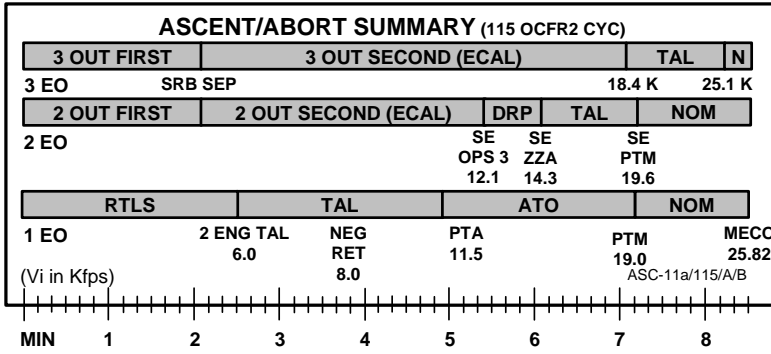 ASCENT/ABORT SUMMARY (115 OCFR2 CYC)
3 OUT FIRST 3 OUT SECOND (ECAL) TAL N
3 EO SRB SEP 18.4 K 25.1 K
2 OUT FIRST 2 OUT SECOND (ECAL) DRP TAL NOM
2 EO SE SE SE
OPS 3 ZZA PTM
12.1 14.3 19.6
RTLS TAL ATO NOM
1 EO 2 ENG TAL NEG PTA PTM MECO
6.0 RET 11.5 19.0 25.82
(Vi in Kfps) 8.0 ASC-11a/115/A/B
MIN 1 2 3 4 5 6 7 8